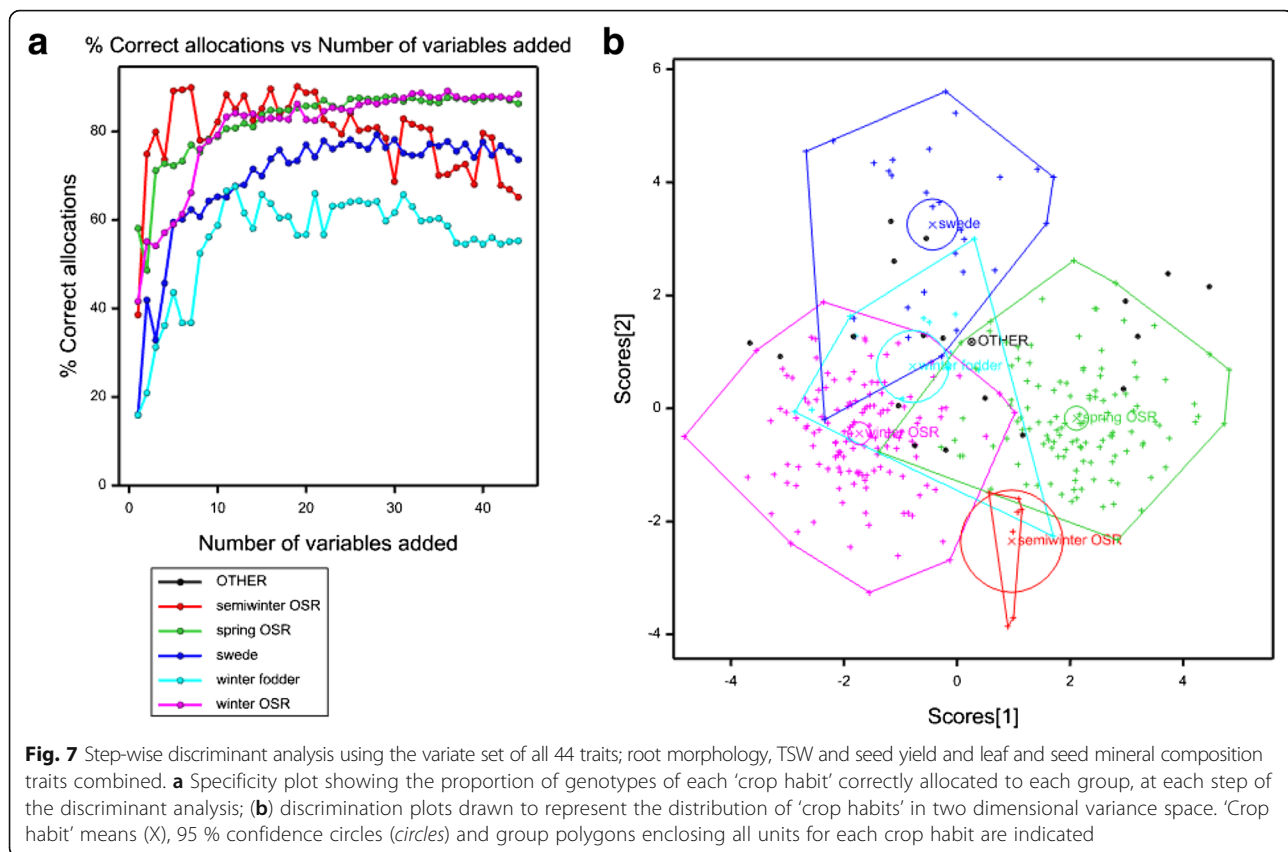 a
% Correct allocations vs Number of variables added
% Correct allocations
80
60
40
20
0
0
10
20
30
40
Number of variables added
OTHER
semiwinter OSR
spring OSR
swede
winter fodder
winter OSR
b
Scores[2]
6
4
2
0
-2
-4
-4
-2
0
2
4
Scores[1]
swede
OTHER
winter fodder
winter OSR
spring OSR
semiwinter OSR
Fig. 7 Step-wise discriminant analysis using the variate set of all 44 traits; root morphology, TSW and seed yield and leaf and seed mineral composition
traits combined. a Specificity plot showing the proportion of genotypes of each ‘crop habit’ correctly allocated to each group, at each step of
the discriminant analysis; (b) discrimination plots drawn to represent the distribution of ‘crop habits’ in two dimensional variance space. ‘Crop
habit’ means (X), 95 % confidence circles (circles) and group polygons enclosing all units for each crop habit are indicated